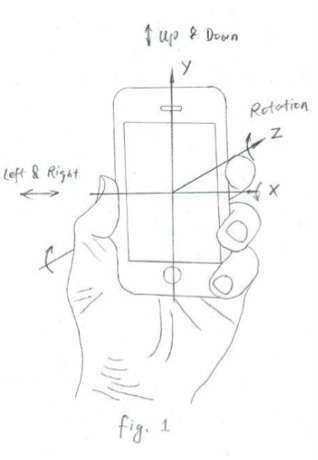 Up & Down
Y
Rotation
Z
Left & Right
X
fig. 1